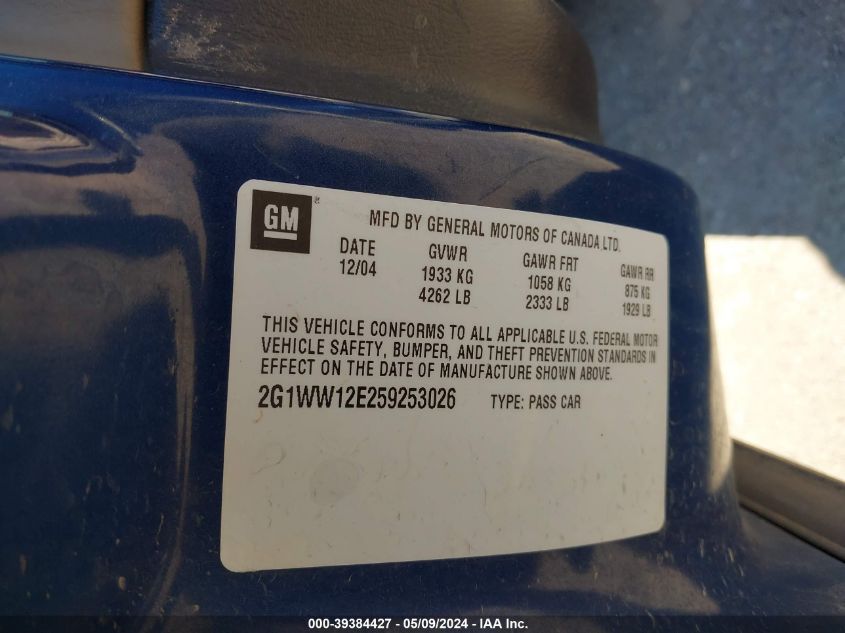 GM ®
MFD BY GENERAL MOTORS OF CANADA LTD.
DATE GVWR GAWR FRT GAWR RR
12/04 1933 KG 1058 KG 875 KG
4262 LB 2333 LB 1929 LB
THIS VEHICLE CONFORMS TO ALL APPLICABLE U.S. FEDERAL MOTOR
VEHICLE SAFETY, BUMPER, AND THEFT PREVENTION STANDARDS IN
EFFECT ON THE DATE OF MANUFACTURE SHOWN ABOVE.
2G1WW12E259253026 TYPE: PASS CAR
000-39384427 - 05/09/2024 - IAA Inc.